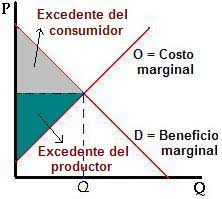 P
Excedente del
consumidor
O = Costo
marginal
D = Beneficio
marginal
Excedente del
productor
Q
Q